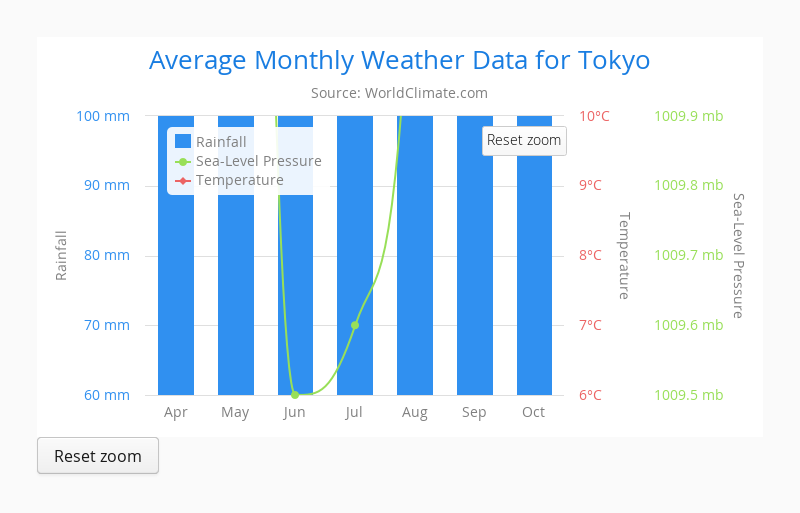 Average Monthly Weather Data for Tokyo
Source: WorldClimate.com
100 mm
90 mm
80 mm
70 mm
60 mm
Rainfall
Rainfall
Sea-Level Pressure
Temperature
Reset zoom
10°C
9°C
8°C
7°C
6°C
Temperature
1009.9 mb
1009.8 mb
1009.7 mb
1009.6 mb
1009.5 mb
Sea-Level Pressure
Apr May Jun Jul Aug Sep Oct
Reset zoom